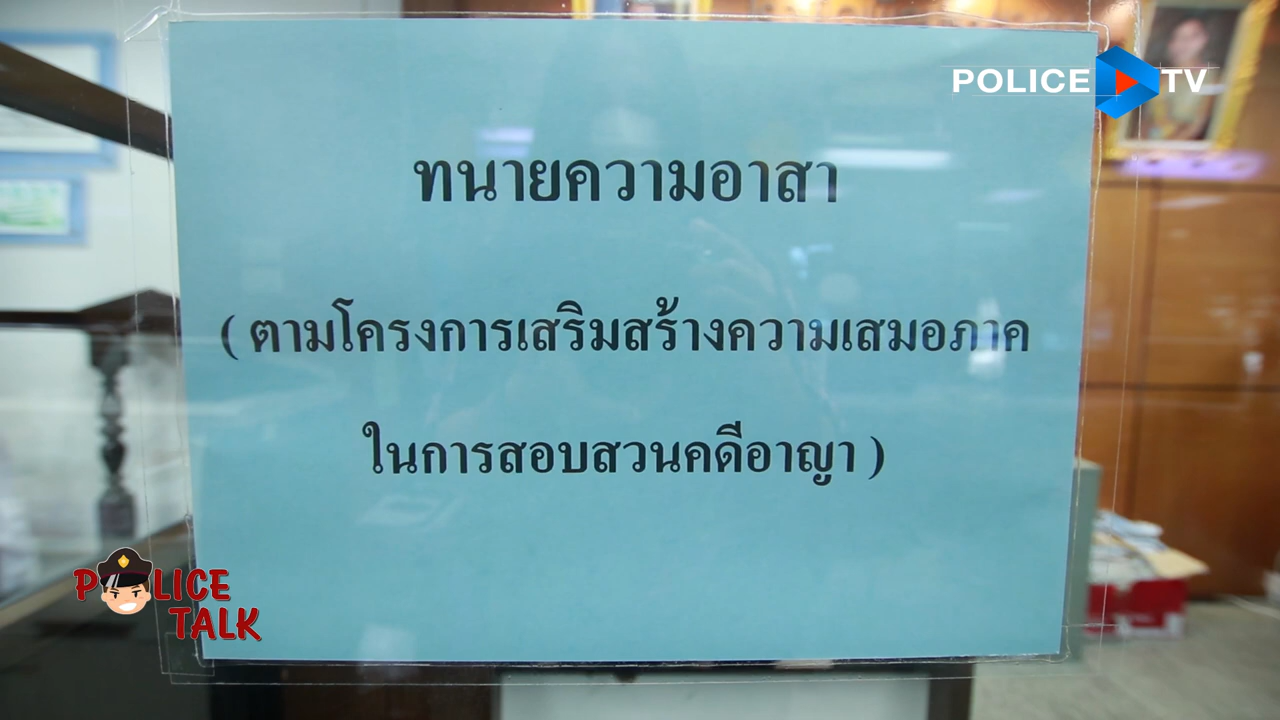 POLICE TV
ทนายความอาสา
( ตามโครงการเสริมสร้างความเสมอภาค
ในการสอบสวนคดีอาญา )
POLICE
TALK